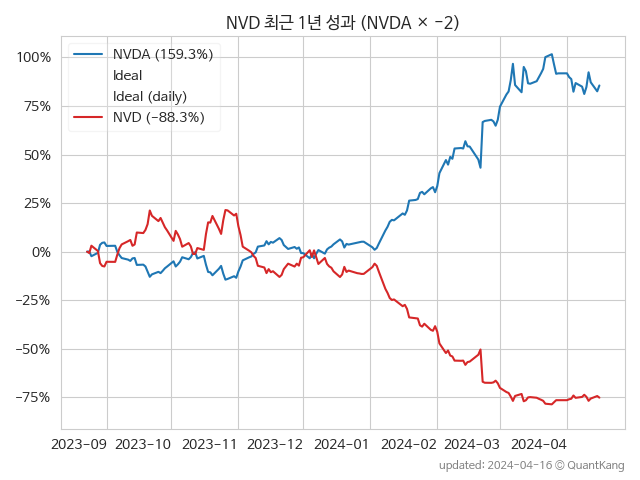 NVD 최근 1년 성과 (NVDA × −2)
NVDA (159.3%)
Ideal
Ideal (daily)
NVD (−88.3%)
100%
75%
50%
25%
0%
−25%
−50%
−75%
2023-09 2023-10 2023-11 2023-12 2024-01 2024-02 2024-03 2024-04
updated: 2024-04-16 © QuantKang